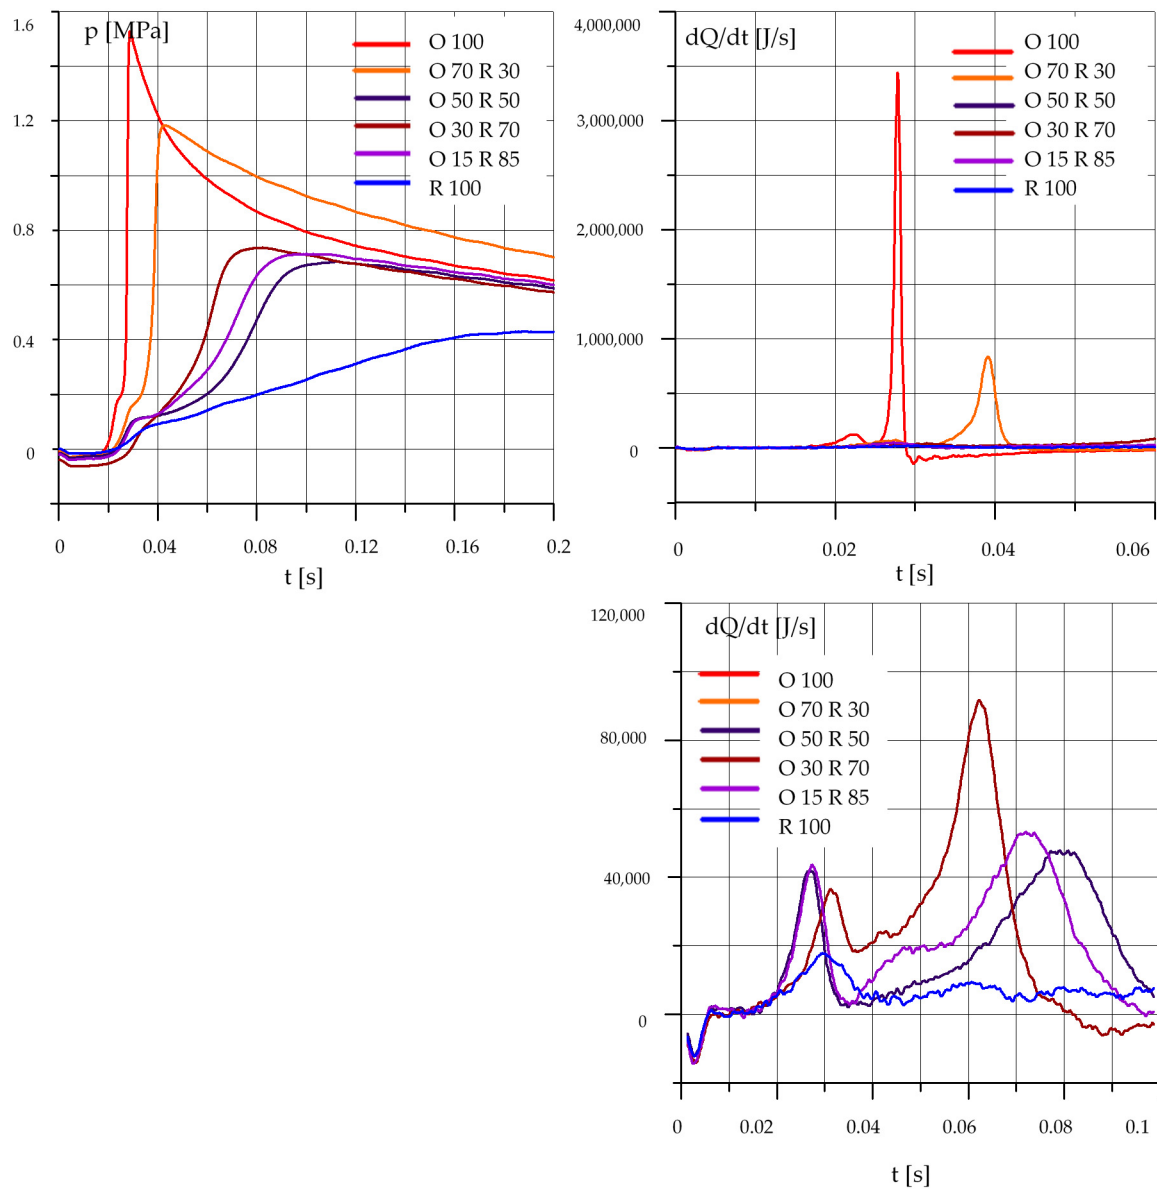 p [MPa]
1.6
1.2
0.8
0.4
0
O 100
O 70 R 30
O 50 R 50
O 30 R 70
O 15 R 85
R 100
0 0.04 0.08 0.12 0.16 0.2
t [s]
dQ/dt [J/s]
4,000,000
3,000,000
2,000,000
1,000,000
0
O 100
O 70 R 30
O 50 R 50
O 30 R 70
O 15 R 85
R 100
0 0.02 0.04 0.06
t [s]
dQ/dt [J/s]
120,000
80,000
40,000
0
O 100
O 70 R 30
O 50 R 50
O 30 R 70
O 15 R 85
R 100
0 0.02 0.04 0.06 0.08 0.1
t [s]